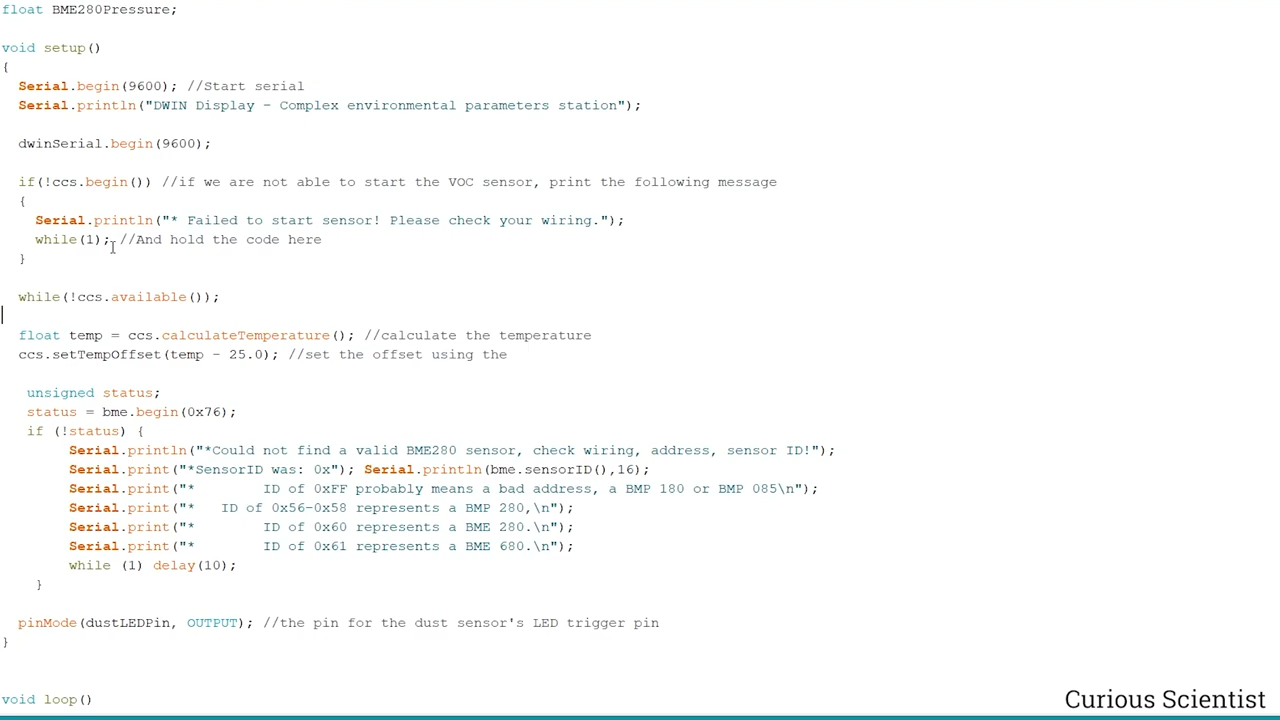 float BME280Pressure;
void setup()
{
Serial.begin(9600); //Start serial
Serial.println("DWIN Display - Complex environmental parameters station");
dwinSerial.begin(9600);
if(!ccs.begin()) //if we are not able to start the VOC sensor, print the following message
{
Serial.println("* Failed to start sensor! Please check your wiring.");
while(1); //And hold the code here
}
while(!ccs.available());
float temp = ccs.calculateTemperature(); //calculate the temperature
ccs.setTempOffset(temp - 25.0); //set the offset using the
unsigned status;
status = bme.begin(0x76);
if (!status) {
Serial.println("*Could not find a valid BME280 sensor, check wiring, address, sensor ID!");
Serial.print("*SensorID was: 0x"); Serial.println(bme.sensorID(),16);
Serial.print("*        ID of 0xFF probably means a bad address, a BMP 180 or BMP 085\n");
Serial.print("*   ID of 0x56-0x58 represents a BMP 280,\n");
Serial.print("*        ID of 0x60 represents a BME 280.\n");
Serial.print("*        ID of 0x61 represents a BME 680.\n");
while (1) delay(10);
}
pinMode(dustLEDPin, OUTPUT); //the pin for the dust sensor's LED trigger pin
}
void loop()
Curious Scientist